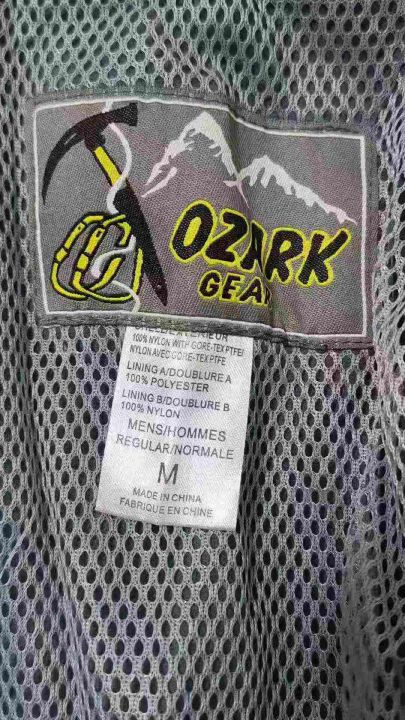 OZARK
GEAR
100% NYLON WITH GORE-TEX PTFE/
NYLON AVEC GORE-TEX PTFE
LINING A/DOUBLURE A
100% POLYESTER
LINING B/DOUBLURE B
100% NYLON
MENS/HOMMES
REGULAR/NORMALE
M
MADE IN CHINA
FABRIQUE EN CHINE